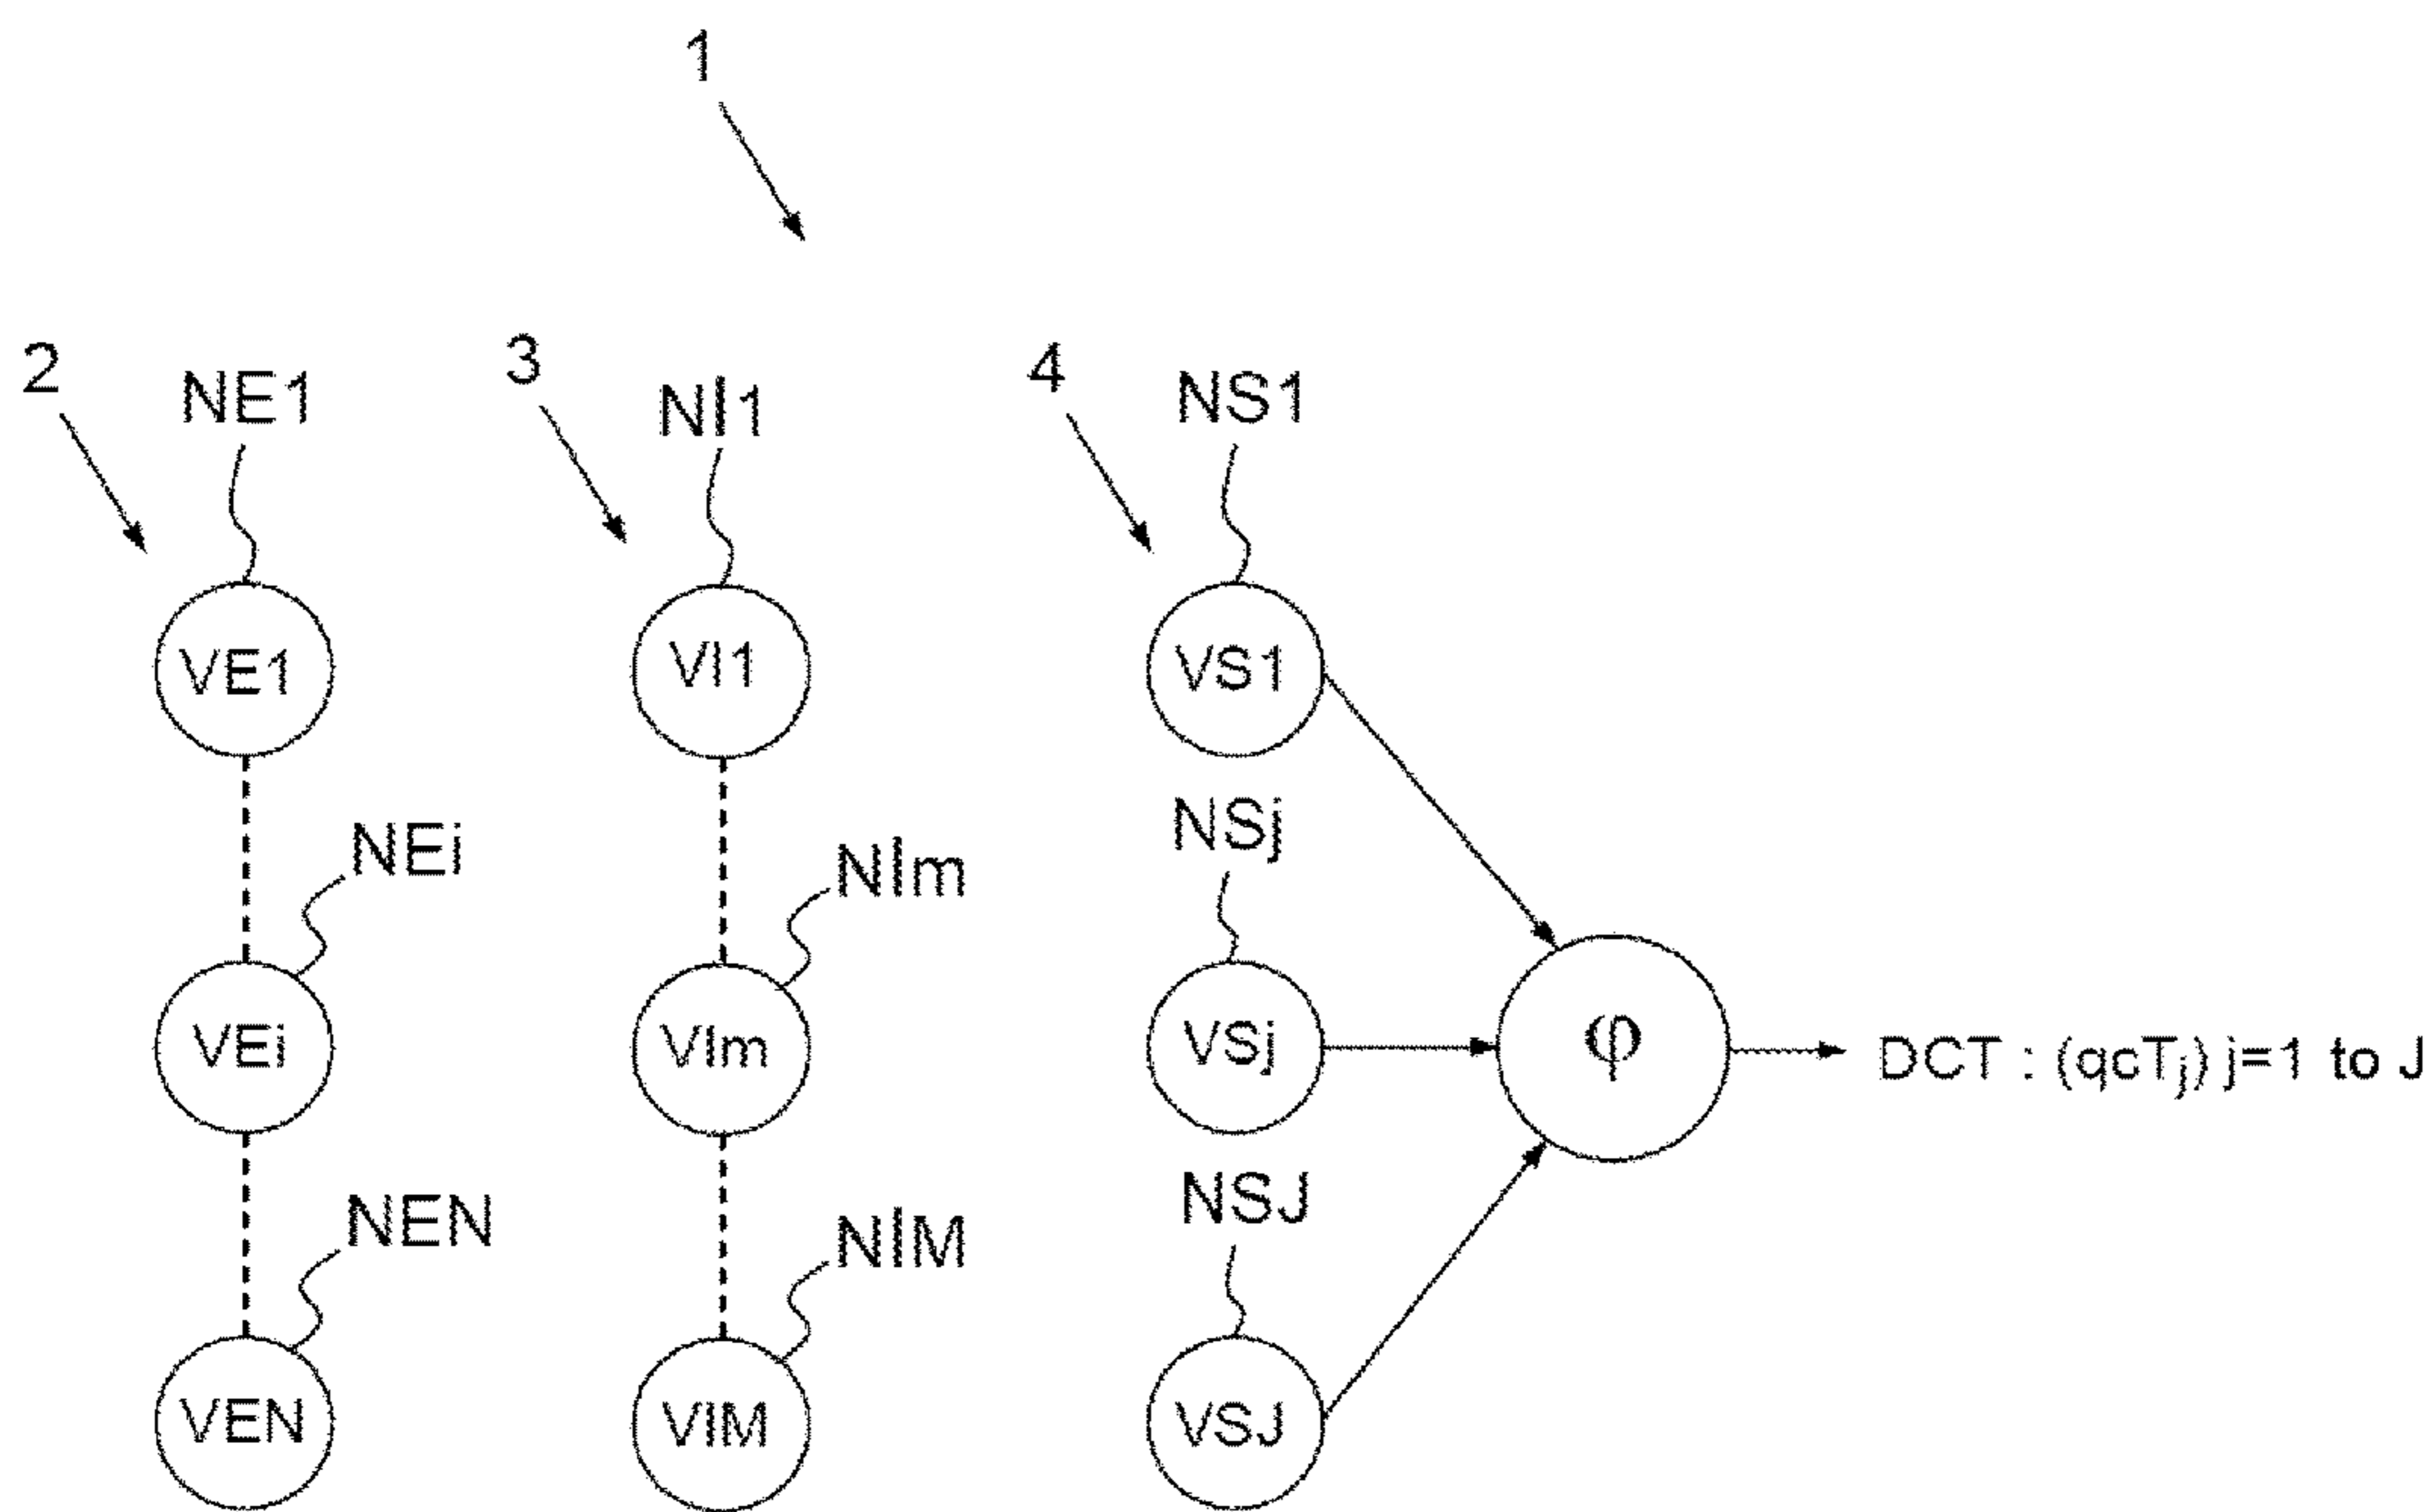 1
2
NE1
3
NI1
4
NS1
VE1
VI1
VS1
NEi
NIm
NSj
VEi
VIm
VSj
φ
DCT : (qcTj) j=1 to J
NEN
NIM
NSJ
VEN
VIM
VSJ